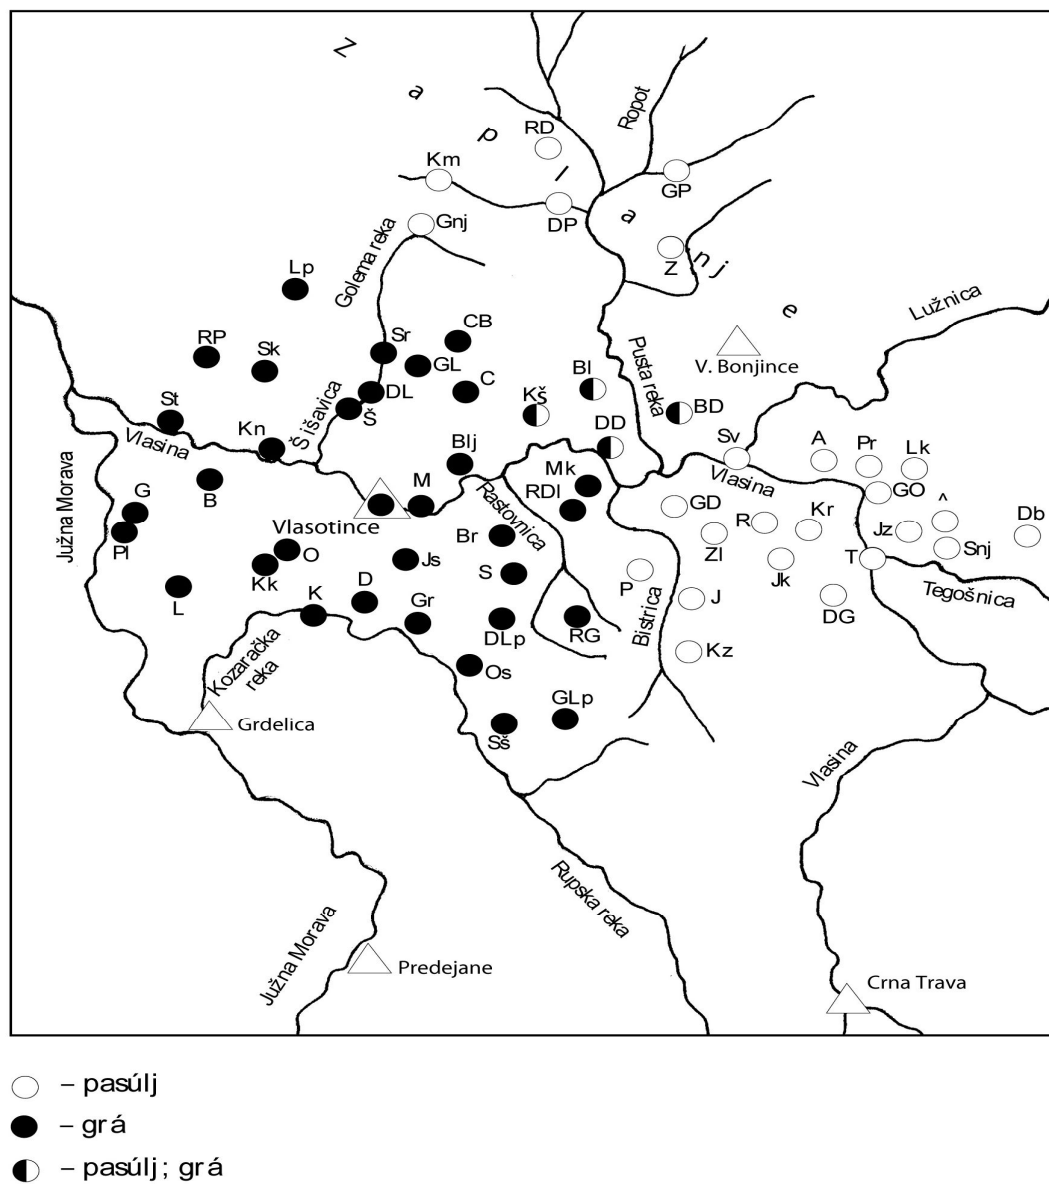 Z a p l a nj e
Ropot
RD
Km
GP
DP
Gnj
Z
Golema reka
Lp
Lužnica
CB
RP
Sr
Sk
GL
Pusta reka
V. Bonjince
Bl
DL
C
Kš
BD
St
Š
Šišavica
DD
Kn
Vlasina
Blj
Sv
A
Pr
Lk
Južna Morava
Mk
Vlasina
B
M
Rastovnica
RDl
GO
G
GD
^
Vlasotince
R
Kr
Jz
Db
Pl
Br
Zl
Snj
O
Js
T
Kk
S
P
Jk
Tegošnica
L
K
D
Gr
J
DG
DLp
RG
Bistrica
Kozaračka
reka
Os
Kz
GLp
Grdelica
Sš
Vlasina
Rupska reka
Južna Morava
Predejane
Crna Trava
– pasúlj
– grá
– pasúlj; grá